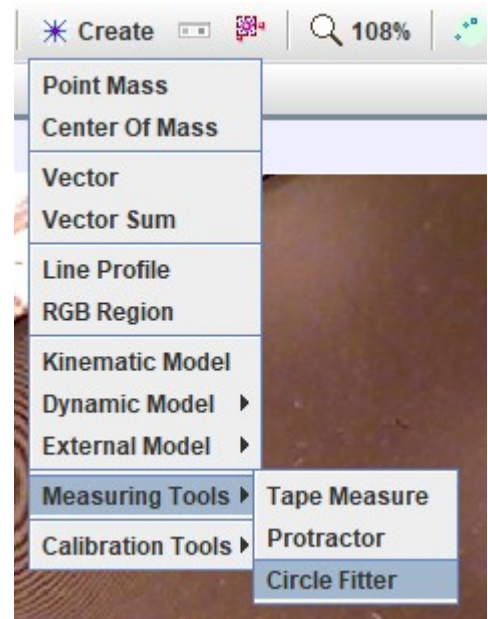 Create
108%
Point Mass
Center Of Mass
Vector
Vector Sum
Line Profile
RGB Region
Kinematic Model
Dynamic Model
External Model
Measuring Tools
Calibration Tools
Tape Measure
Protractor
Circle Fitter